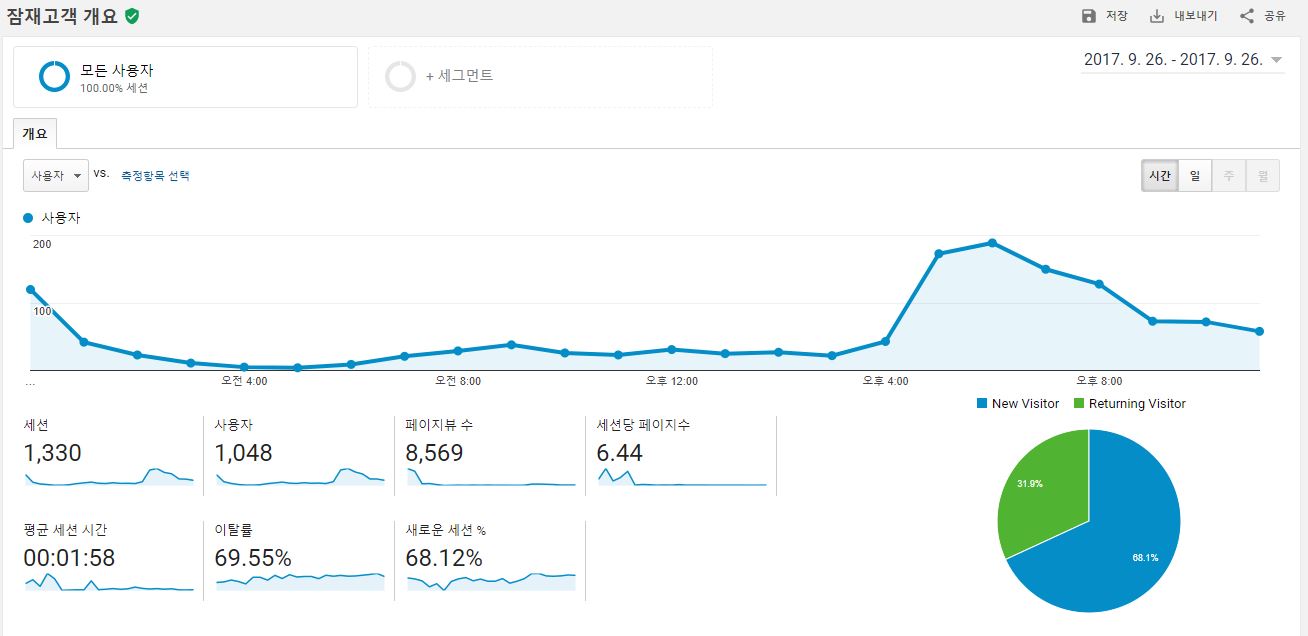 잠재고객 개요
저장 내보내기 공유
모든 사용자
100.00% 세션
+ 세그먼트
2017. 9. 26. - 2017. 9. 26.
개요
사용자 vs. 측정항목 선택
시간 일 주 월
사용자
200
100
... 오전 4:00 오전 8:00 오후 12:00 오후 4:00 오후 8:00
New Visitor Returning Visitor
세션
1,330
사용자
1,048
페이지뷰 수
8,569
세션당 페이지수
6.44
평균 세션 시간
00:01:58
이탈률
69.55%
새로운 세션 %
68.12%
31.9%
68.1%